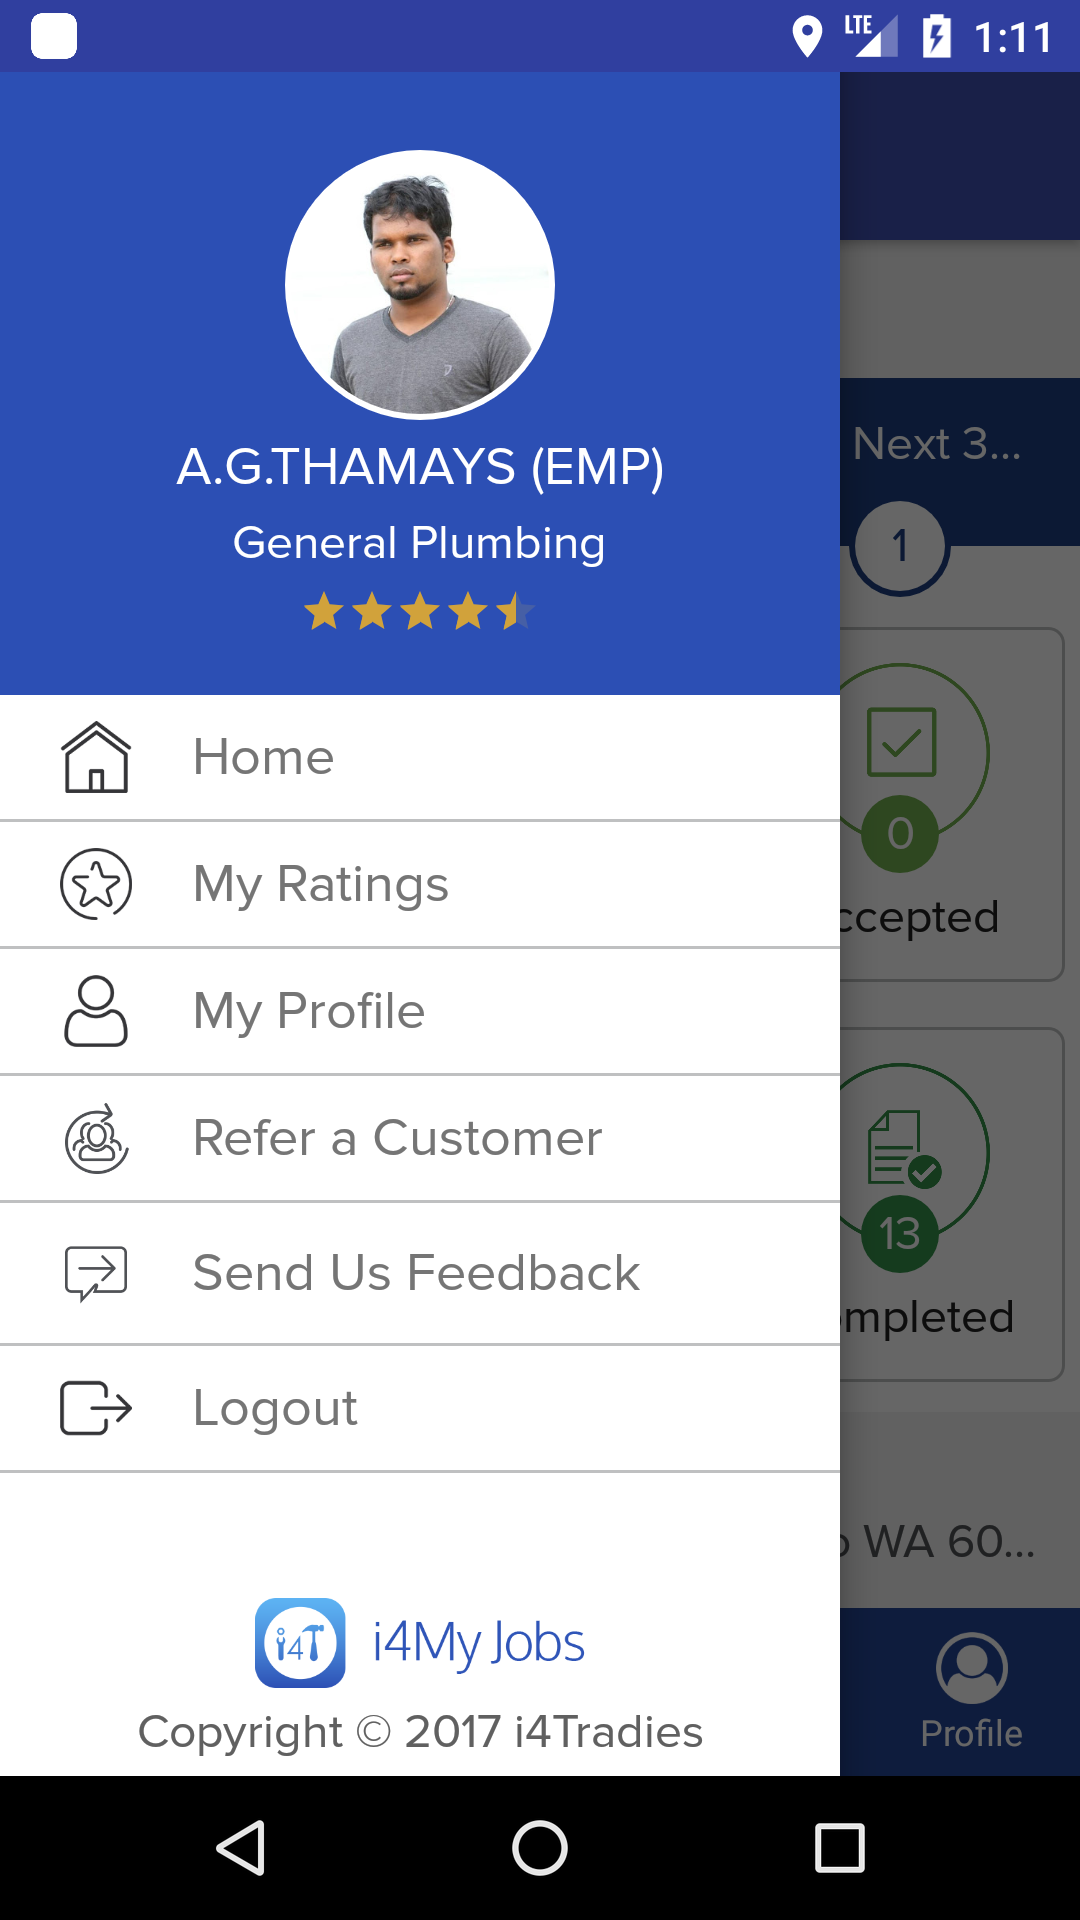 LTE 1:11
A.G.THAMAYS (EMP)
General Plumbing
Next 3...
1
Home
My Ratings
0
ccepted
My Profile
Refer a Customer
Send Us Feedback
13
mpleted
Logout
WA 60...
i4T i4My Jobs
Copyright © 2017 i4Tradies
Profile